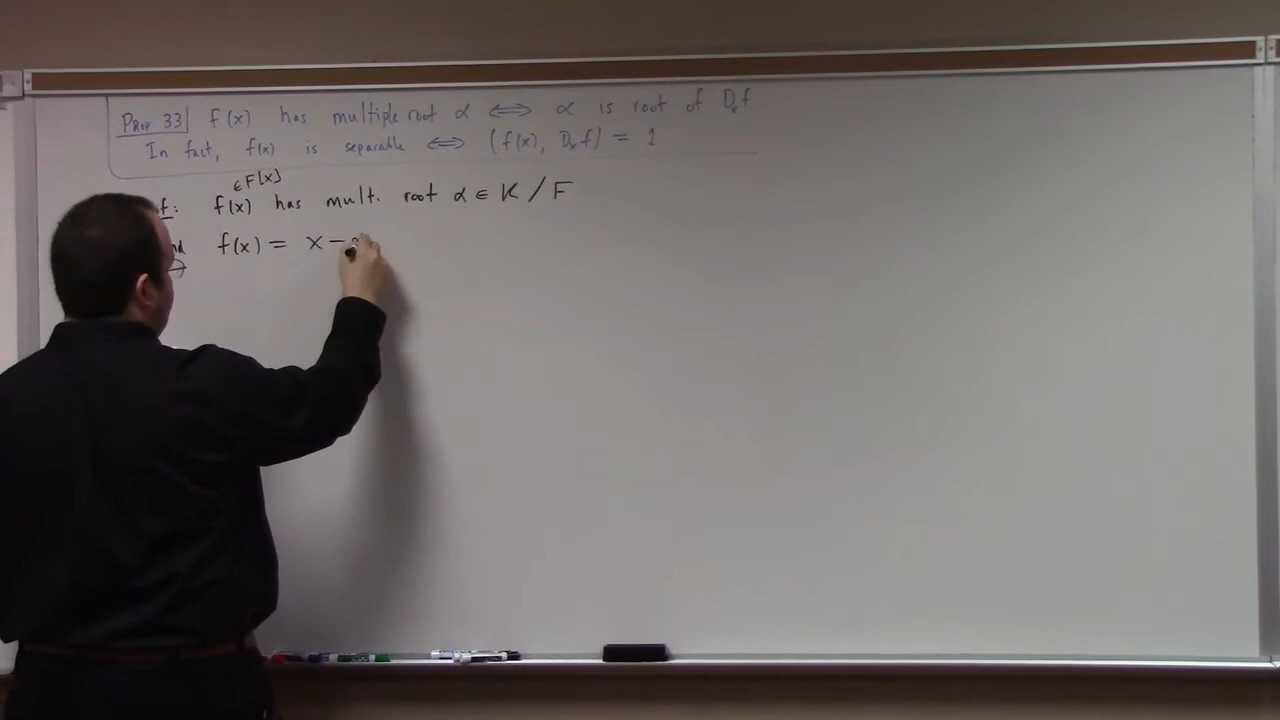 PROP 33 f(x) has multiple root α ⟺ α is root of Dₓf.
In fact, f(x) is separable ⟺ (f(x), Dₓf) = 1
∈F[x]
f: f(x) has mult. root α ∈ K / F
f(x) = x −